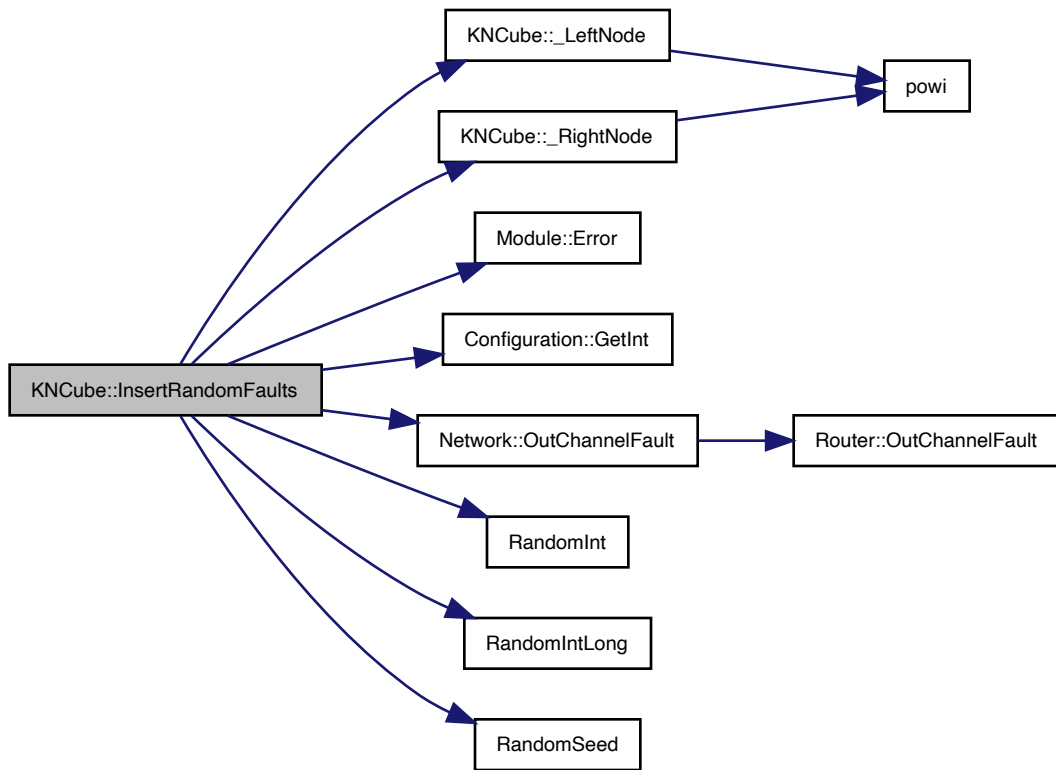 KNCube::_LeftNode
powi
KNCube::_RightNode
Module::Error
Configuration::GetInt
KNCube::InsertRandomFaults
Network::OutChannelFault
Router::OutChannelFault
RandomInt
RandomIntLong
RandomSeed